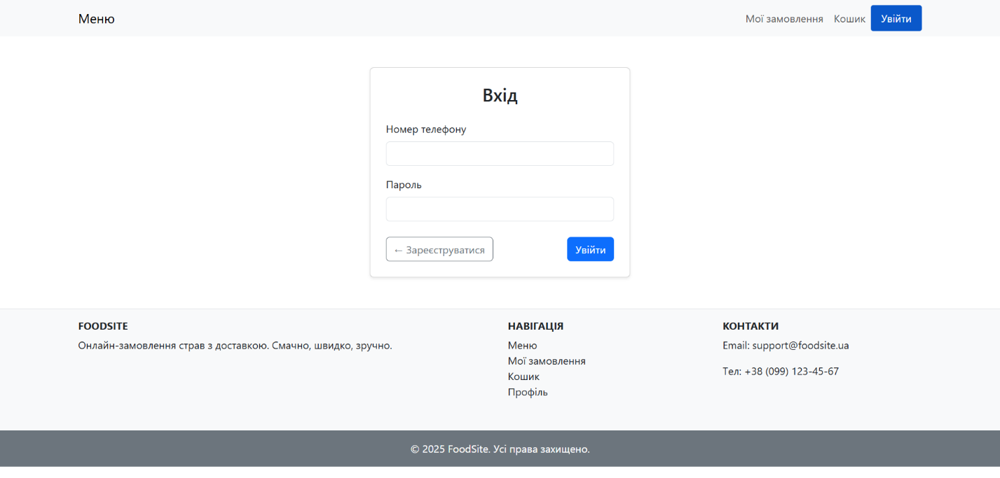 Меню
Мої замовлення
Кошик
Увійти
Вхід
Номер телефону
Пароль
← Зареєструватися
Увійти
FOODSITE
Онлайн-замовлення страв з доставкою. Смачно, швидко, зручно.
НАВІГАЦІЯ
Меню
Мої замовлення
Кошик
Профіль
КОНТАКТИ
Email: support@foodsite.ua
Тел: +38 (099) 123-45-67
© 2025 FoodSite. Усі права захищено.